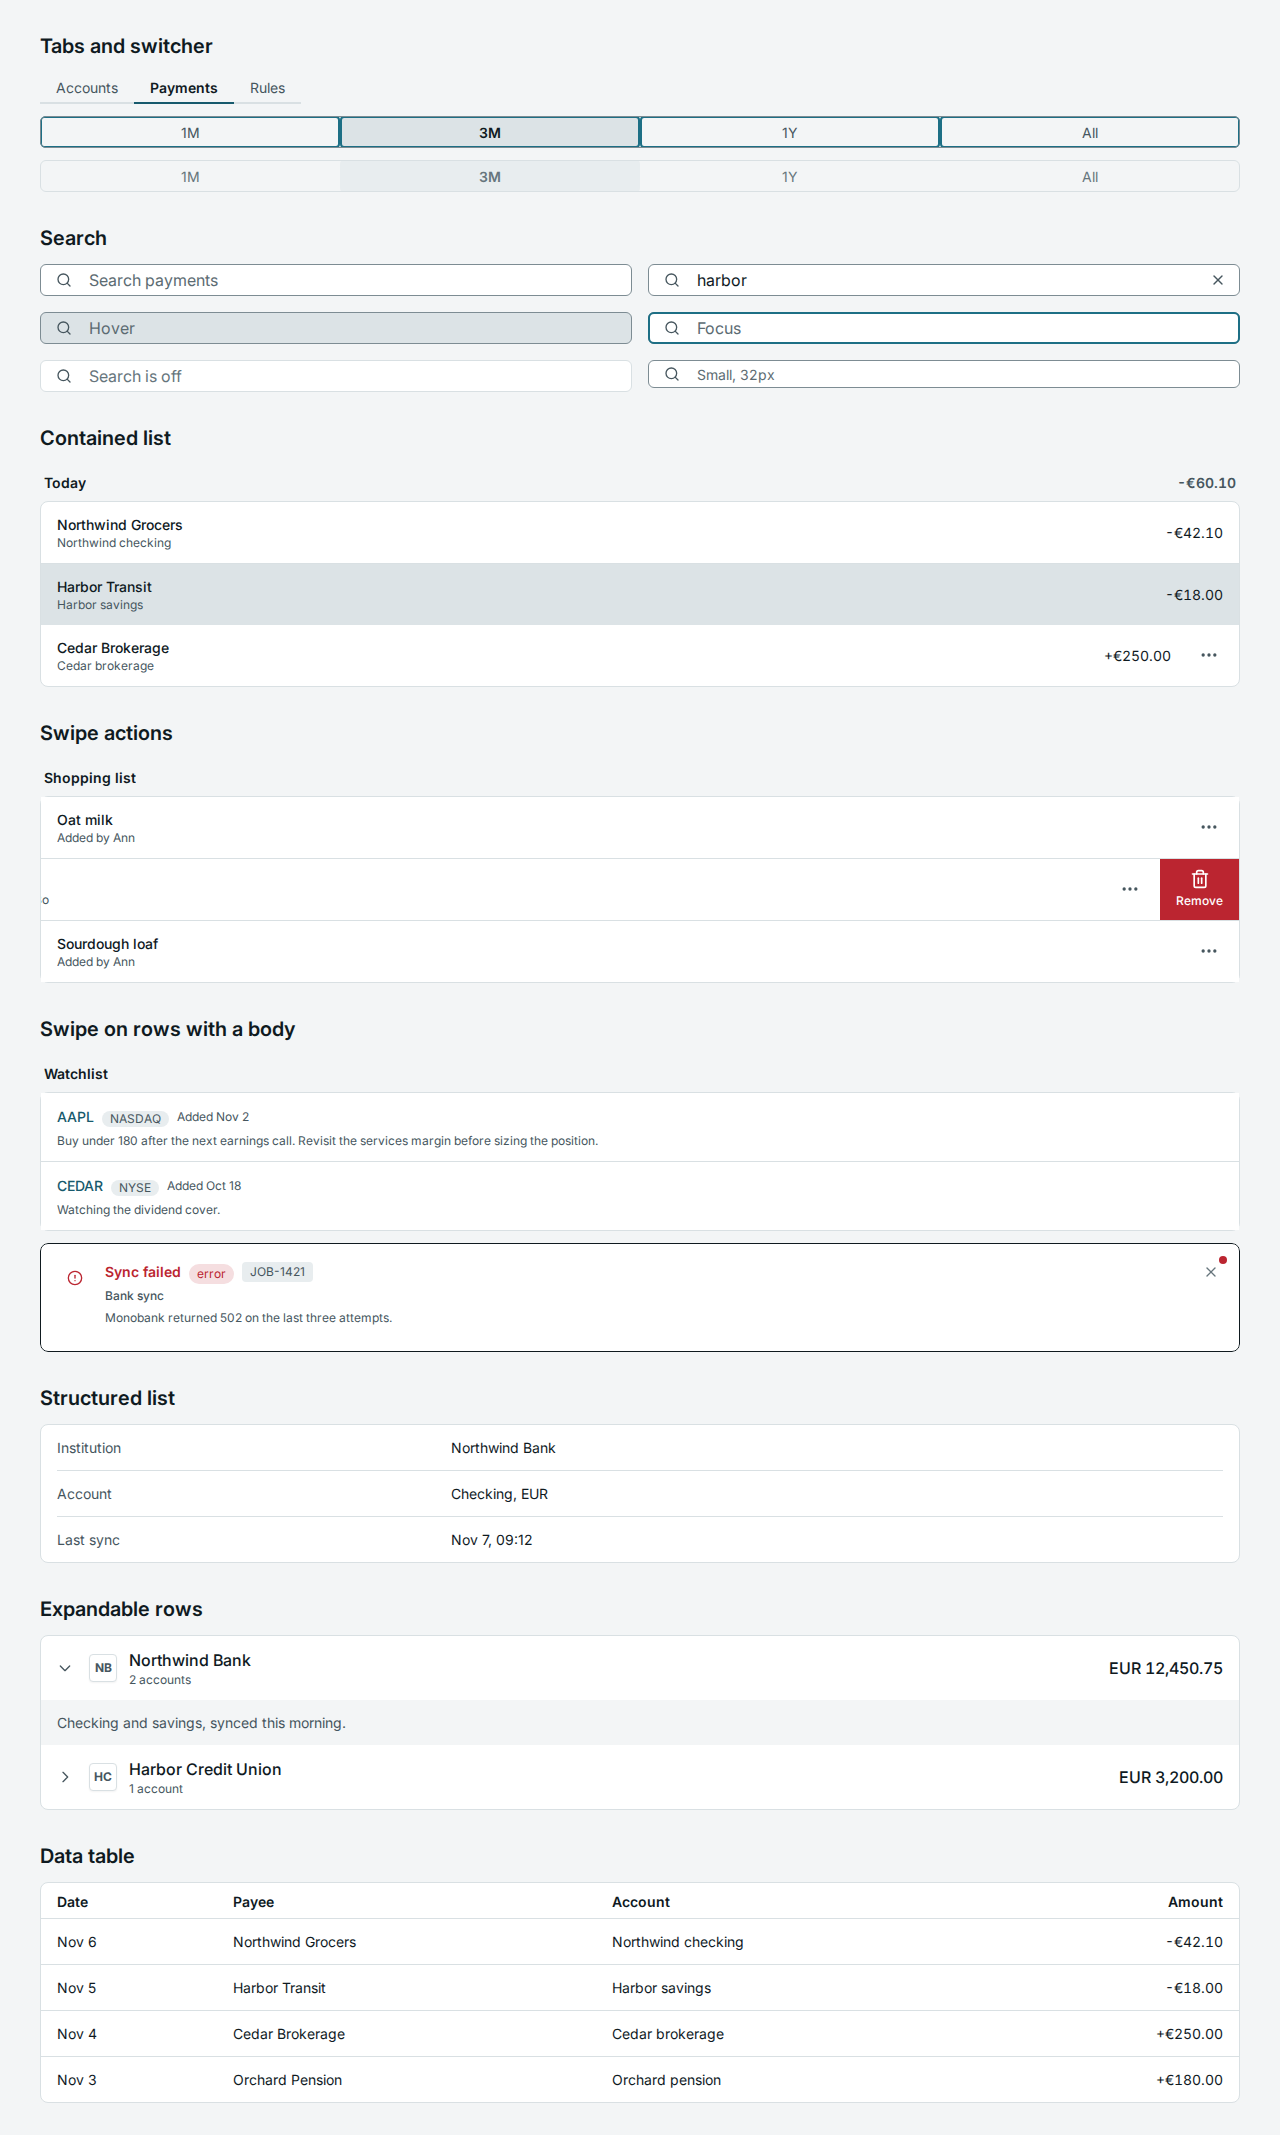 Tabs and switcher
Accounts Payments Rules
1M 3M 1Y All
1M 3M 1Y All
Search
Search payments
harbor
Hover
Focus
Search is off
Small, 32px
Contained list
Today -€60.10
Northwind Grocers
Northwind checking
-€42.10
Harbor Transit
Harbor savings
-€18.00
Cedar Brokerage
Cedar brokerage
+€250.00
Swipe actions
Shopping list
Oat milk
Added by Ann
Remove
Sourdough loaf
Added by Ann
Swipe on rows with a body
Watchlist
AAPL NASDAQ Added Nov 2
Buy under 180 after the next earnings call. Revisit the services margin before sizing the position.
CEDAR NYSE Added Oct 18
Watching the dividend cover.
Sync failed error JOB-1421
Bank sync
Monobank returned 502 on the last three attempts.
Structured list
Institution Northwind Bank
Account Checking, EUR
Last sync Nov 7, 09:12
Expandable rows
NB Northwind Bank
2 accounts
EUR 12,450.75
Checking and savings, synced this morning.
HC Harbor Credit Union
1 account
EUR 3,200.00
Data table
Date Payee Account Amount
Nov 6 Northwind Grocers Northwind checking -€42.10
Nov 5 Harbor Transit Harbor savings -€18.00
Nov 4 Cedar Brokerage Cedar brokerage +€250.00
Nov 3 Orchard Pension Orchard pension +€180.00